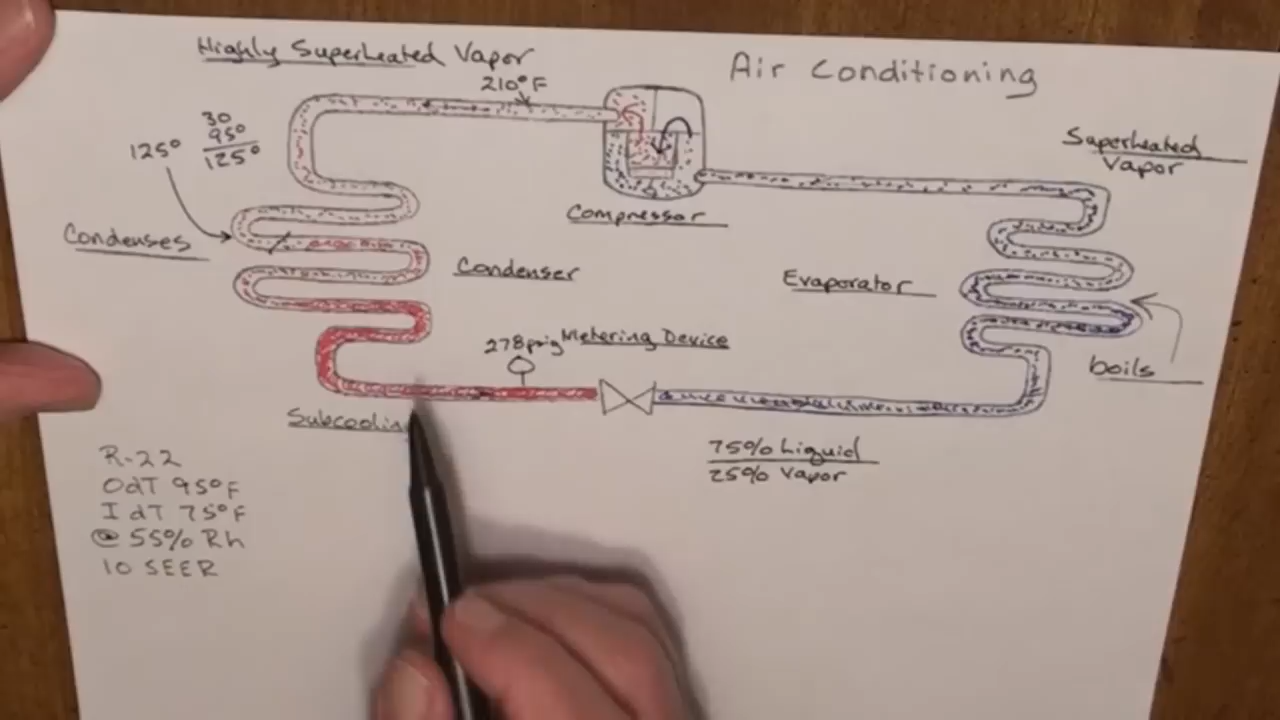 Highly Superheated Vapor
210°F
Air Conditioning
30
95°
125°
125°
Superheated
Vapor
Compressor
Condenses
Condenser
Evaporator
278psig
Metering Device
boils
Subcoolin
75% Liquid
25% Vapor
R-22
OdT 95°F
IdT 75°F
@ 55% Rh
10 SEER